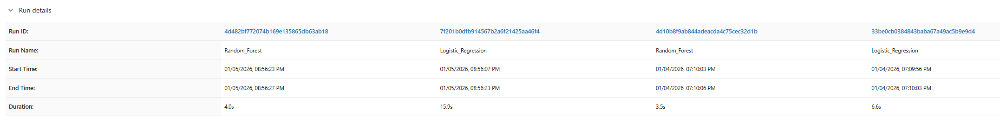 Run details
Run ID: 4d482bf772074b169e135865db63ab18 7f201b0dfb914567b2a6f21425aa46f4 4d10b8f9ab844adeacda4c75cec32d1b 33be0cb0384843baba67a49ac5b9e9d4
Run Name: Random_Forest Logistic_Regression Random_Forest Logistic_Regression
Start Time: 01/05/2026, 08:56:23 PM 01/05/2026, 08:56:07 PM 01/04/2026, 07:10:03 PM 01/04/2026, 07:09:56 PM
End Time: 01/05/2026, 08:56:27 PM 01/05/2026, 08:56:23 PM 01/04/2026, 07:10:06 PM 01/04/2026, 07:10:03 PM
Duration: 4.0s 15.9s 3.5s 6.6s